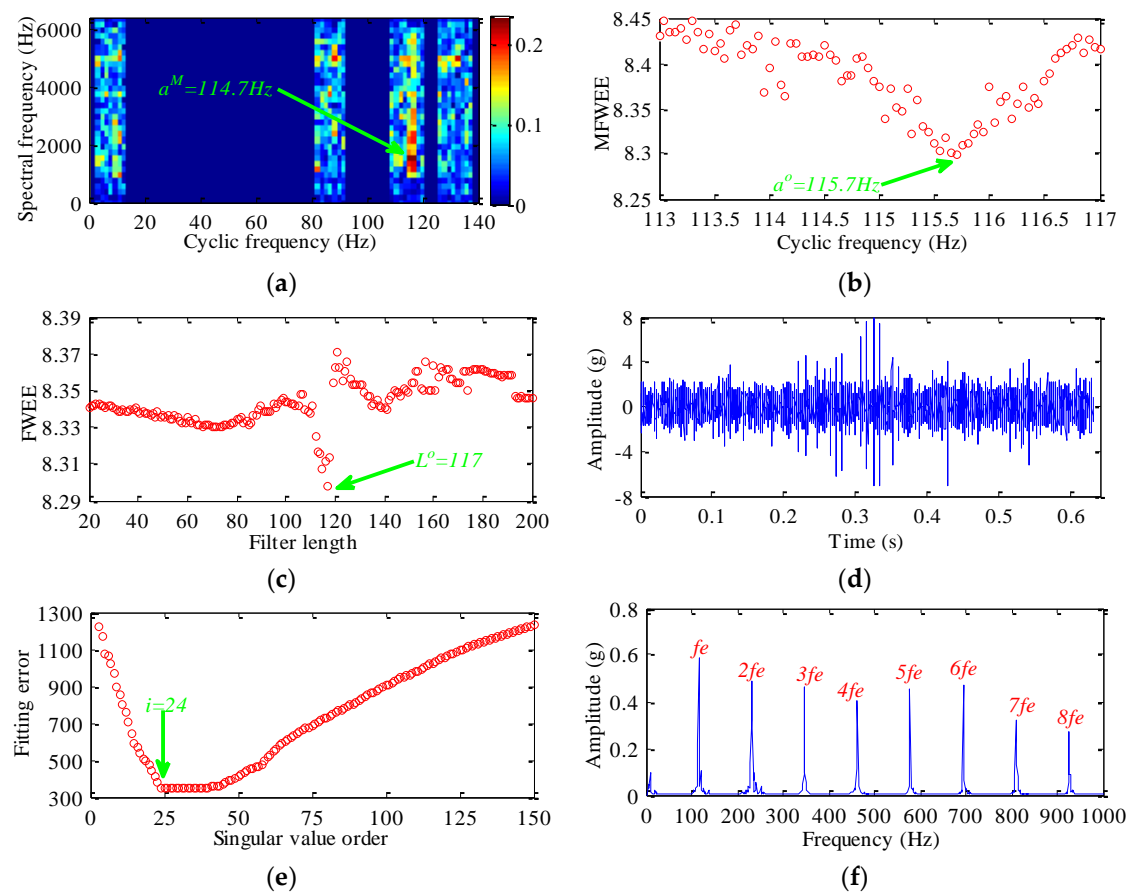 6000
4000
2000
0
Spectral frequency (Hz)
0 20 40 60 80 100 120 140
Cyclic frequency (Hz)
0.2
0.1
0
a^M=114.7Hz
(a)
8.45
8.4
8.35
8.3
8.25
MFWEE
113 113.5 114 114.5 115 115.5 116 116.5 117
Cyclic frequency (Hz)
a^o=115.7Hz
(b)
8.39
8.37
8.35
8.33
8.31
8.29
FWEE
20 40 60 80 100 120 140 160 180 200
Filter length
L^o=117
(c)
8
4
0
-4
-8
Amplitude (g)
0 0.1 0.2 0.3 0.4 0.5 0.6
Time (s)
(d)
1300
1100
900
700
500
300
Fitting error
0 25 50 75 100 125 150
Singular value order
i=24
(e)
0.8
0.6
0.4
0.2
0
Amplitude (g)
fe 2fe 3fe 4fe 5fe 6fe 7fe 8fe
0 100 200 300 400 500 600 700 800 900 1000
Frequency (Hz)
(f)